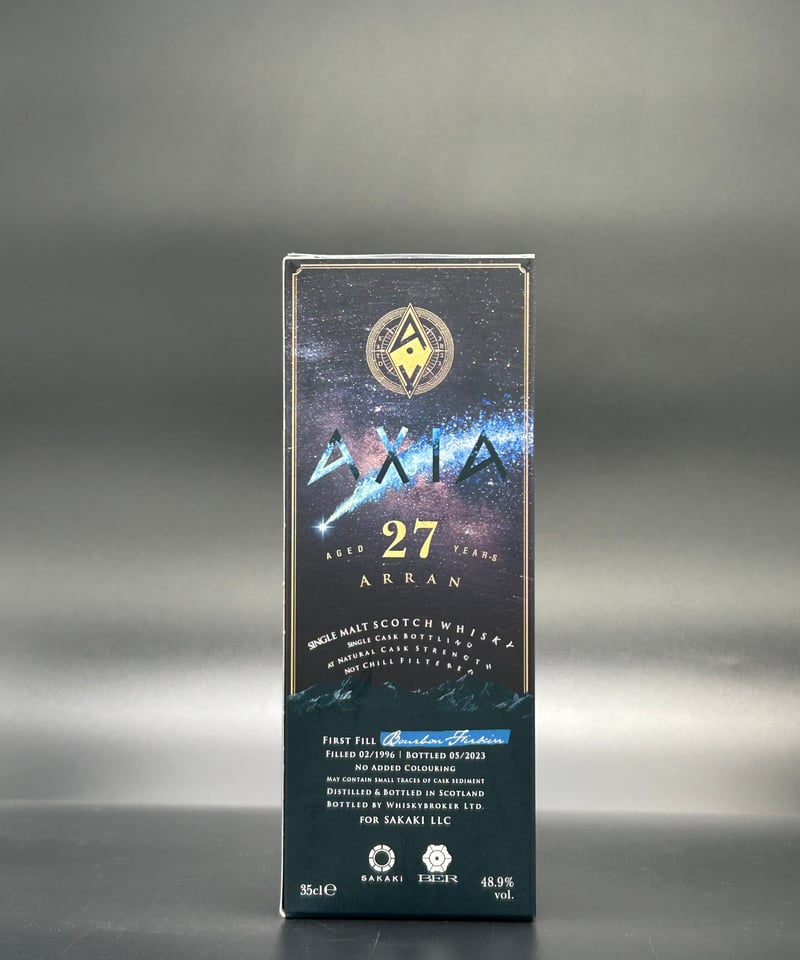 AXIA
AGED 27 YEARS
ARRAN
SINGLE MALT SCOTCH WHISKY
SINGLE CASK BOTTLING
AT NATURAL CASK STRENGTH
NOT CHILL FILTERED
FIRST FILL Bourbon Firkin
FILLED 02/1996 | BOTTLED 05/2023
NO ADDED COLOURING
MAY CONTAIN SMALL TRACES OF CASK SEDIMENT
DISTILLED & BOTTLED IN SCOTLAND
BOTTLED BY WHISKYBROKER LTD.
FOR SAKAKI LLC
SAKAKI BER
35cl e 48.9%
vol.